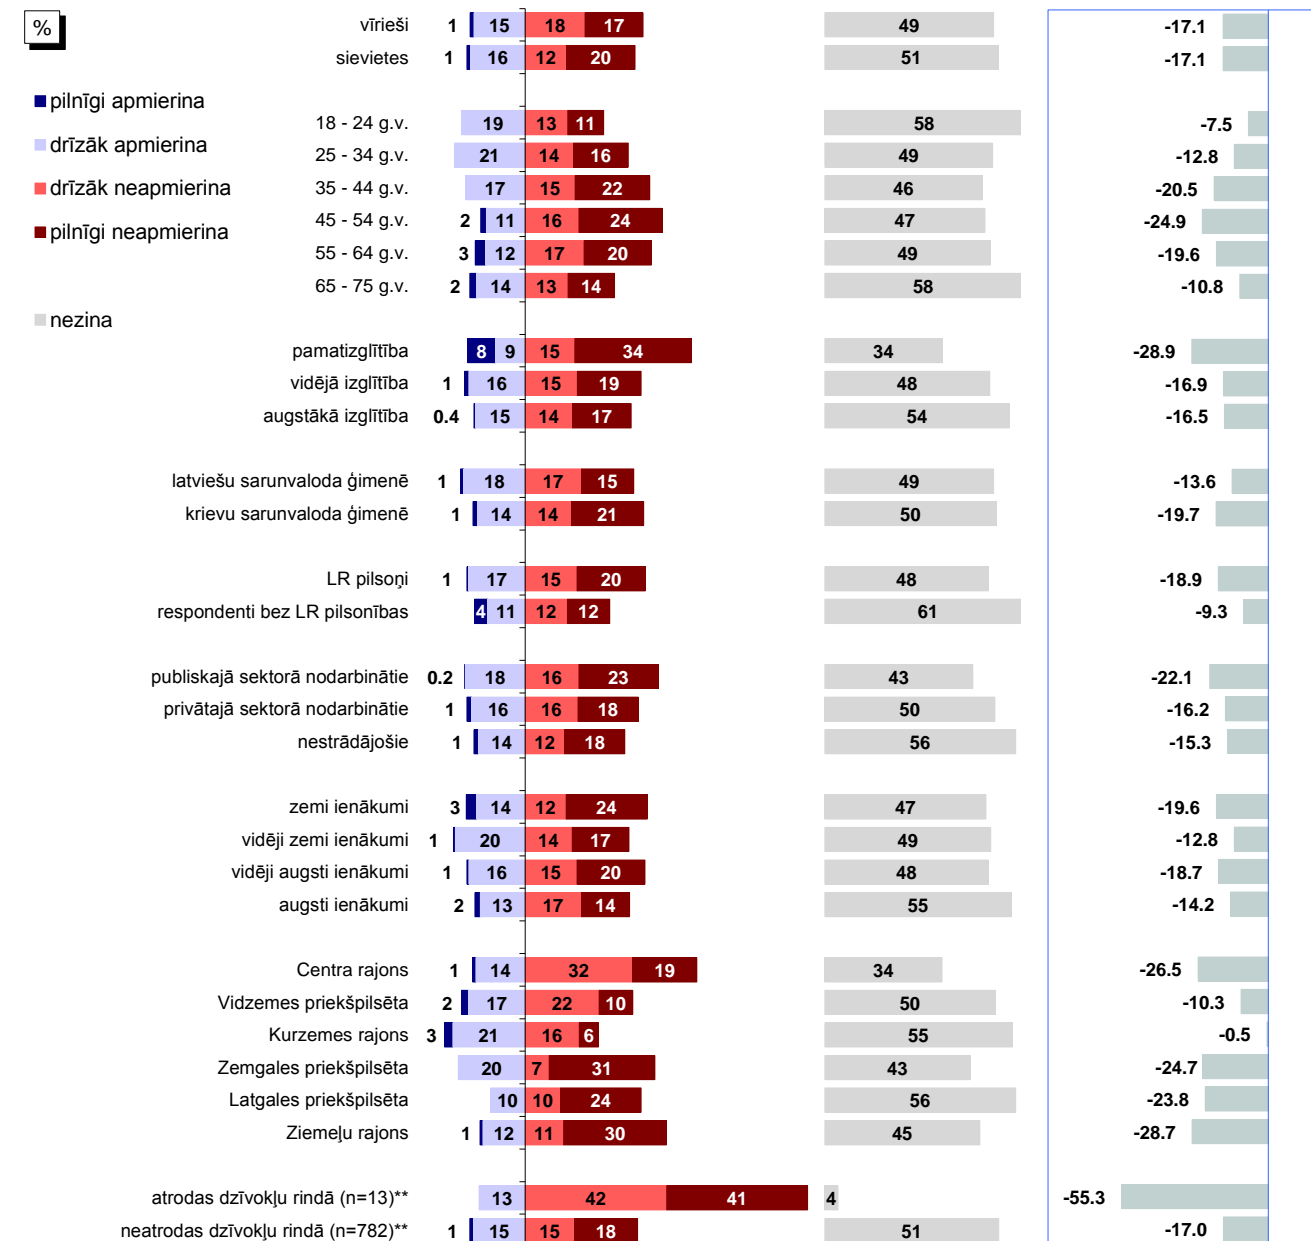 %
pilnīgi apmierina
drīzāk apmierina
drīzāk neapmierina
pilnīgi neapmierina
nezina
vīrieši 1 15 18 17 49 -17.1
sievietes 1 16 12 20 51 -17.1
18 - 24 g.v. 19 13 11 58 -7.5
25 - 34 g.v. 21 14 16 49 -12.8
35 - 44 g.v. 17 15 22 46 -20.5
45 - 54 g.v. 2 11 16 24 47 -24.9
55 - 64 g.v. 3 12 17 20 49 -19.6
65 - 75 g.v. 2 14 13 14 58 -10.8
pamatizglītība 8 9 15 34 34 -28.9
vidējā izglītība 1 16 15 19 48 -16.9
augstākā izglītība 0.4 15 14 17 54 -16.5
latviešu sarunvaloda ģimenē 1 18 17 15 49 -13.6
krievu sarunvaloda ģimenē 1 14 14 21 50 -19.7
LR pilsoņi 1 17 15 20 48 -18.9
respondenti bez LR pilsonības 4 11 12 12 61 -9.3
publiskajā sektorā nodarbinātie 0.2 18 16 23 43 -22.1
privātajā sektorā nodarbinātie 1 16 16 18 50 -16.2
nestrādājošie 1 14 12 18 56 -15.3
zemi ienākumi 3 14 12 24 47 -19.6
vidēji zemi ienākumi 1 20 14 17 49 -12.8
vidēji augsti ienākumi 1 16 15 20 48 -18.7
augsti ienākumi 2 13 17 14 55 -14.2
Centra rajons 1 14 32 19 34 -26.5
Vidzemes priekšpilsēta 2 17 22 10 50 -10.3
Kurzemes rajons 3 21 16 6 55 -0.5
Zemgales priekšpilsēta 20 7 31 43 -24.7
Latgales priekšpilsēta 10 10 24 56 -23.8
Ziemeļu rajons 1 12 11 30 45 -28.7
atrodas dzīvokļu rindā (n=13)** 13 42 41 4 -55.3
neatrodas dzīvokļu rindā (n=782)** 1 15 15 18 51 -17.0